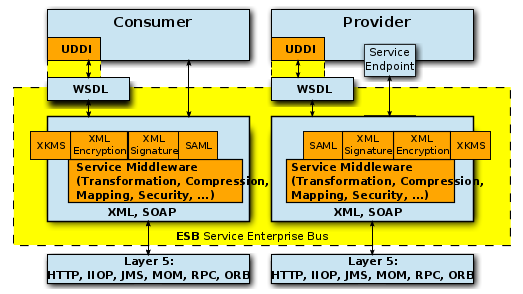 Consumer
Provider
UDDI
UDDI
Service
Endpoint
WSDL
WSDL
XKMS
XML
Encryption
XML
Signature
SAML
SAML
XML
Signature
XML
Encryption
XKMS
Service Middleware
(Transformation, Compression,
Mapping, Security, ...)
Service Middleware
(Transformation, Compression,
Mapping, Security, ...)
XML, SOAP
XML, SOAP
ESB Service Enterprise Bus
Layer 5:
HTTP, IIOP, JMS, MOM, RPC, ORB
Layer 5:
HTTP, IIOP, JMS, MOM, RPC, ORB